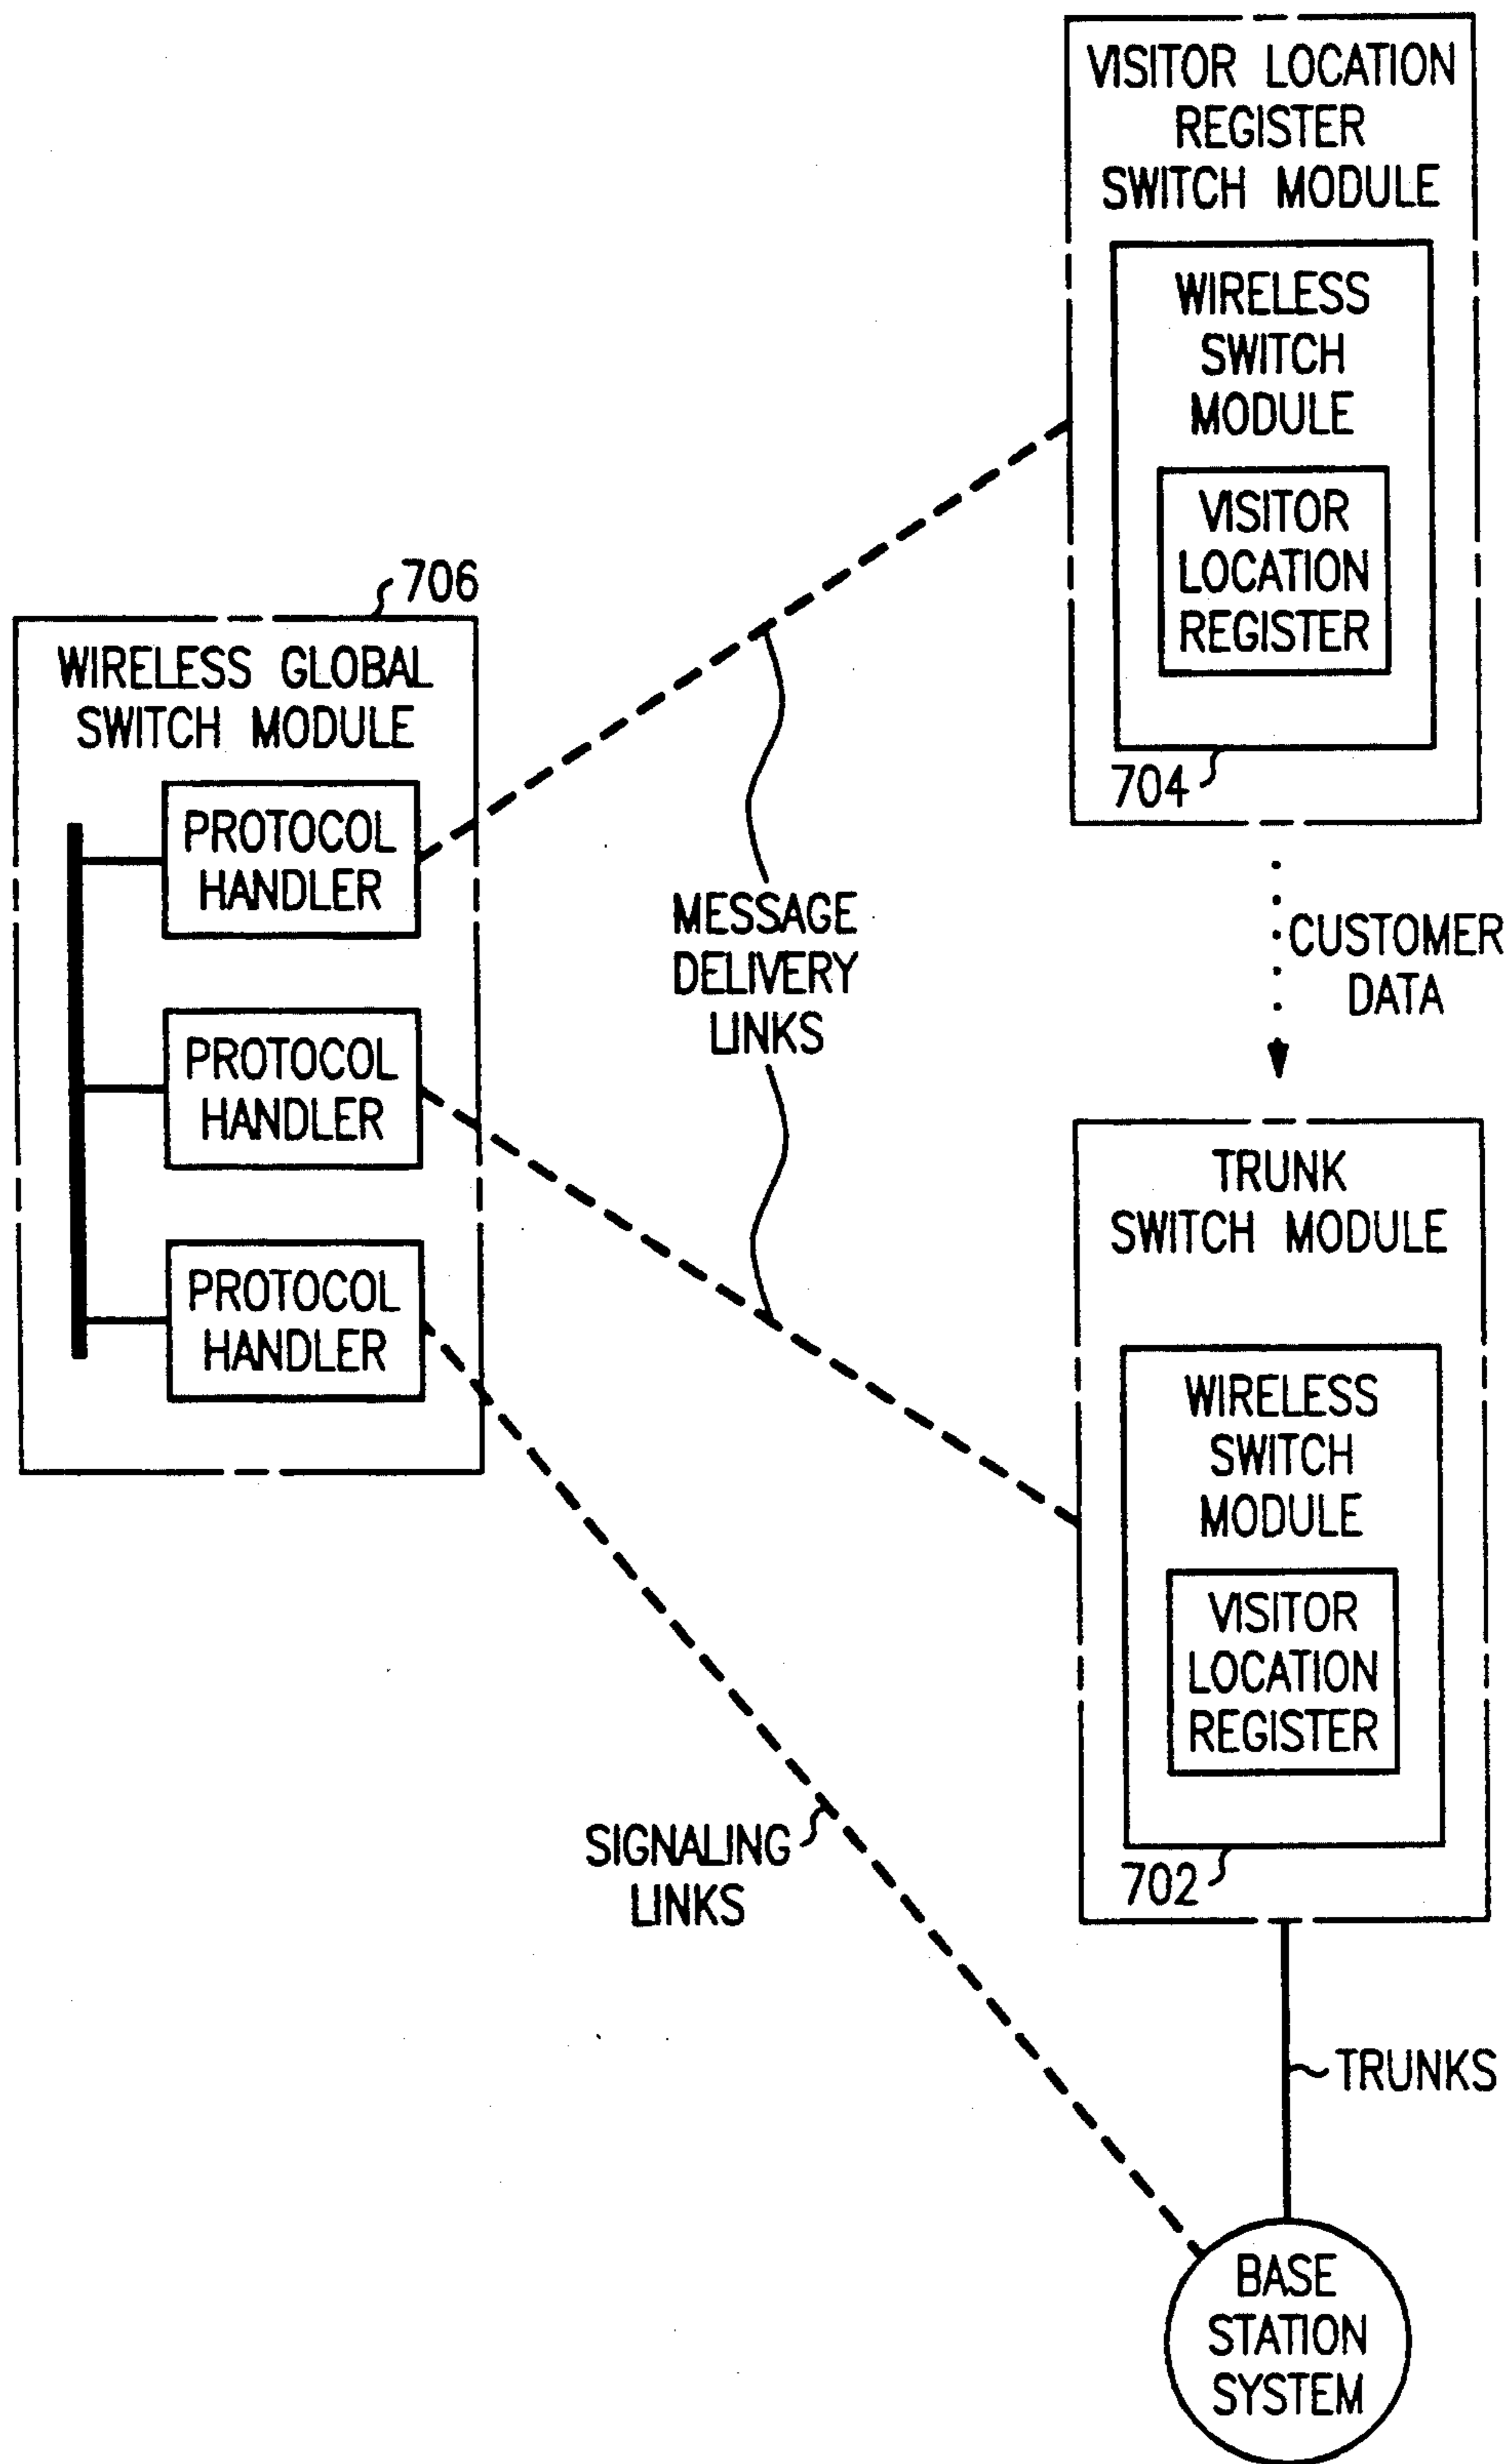 VISITOR LOCATION
REGISTER
SWITCH MODULE
WIRELESS
SWITCH
MODULE
VISITOR
LOCATION
REGISTER
704
706
WIRELESS GLOBAL
SWITCH MODULE
PROTOCOL
HANDLER
PROTOCOL
HANDLER
PROTOCOL
HANDLER
MESSAGE
DELIVERY
LINKS
CUSTOMER
DATA
TRUNK
SWITCH MODULE
WIRELESS
SWITCH
MODULE
VISITOR
LOCATION
REGISTER
702
SIGNALING
LINKS
TRUNKS
BASE
STATION
SYSTEM